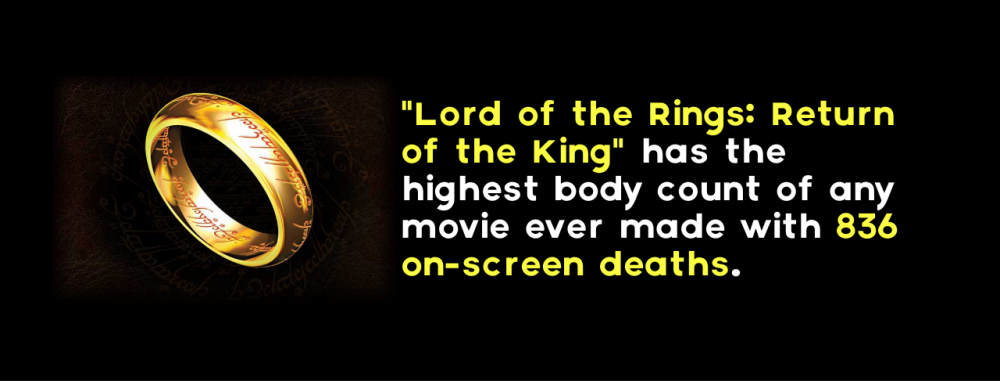 "Lord of the Rings: Return
of the King" has the
highest body count of any
movie ever made with 836
on-screen deaths.